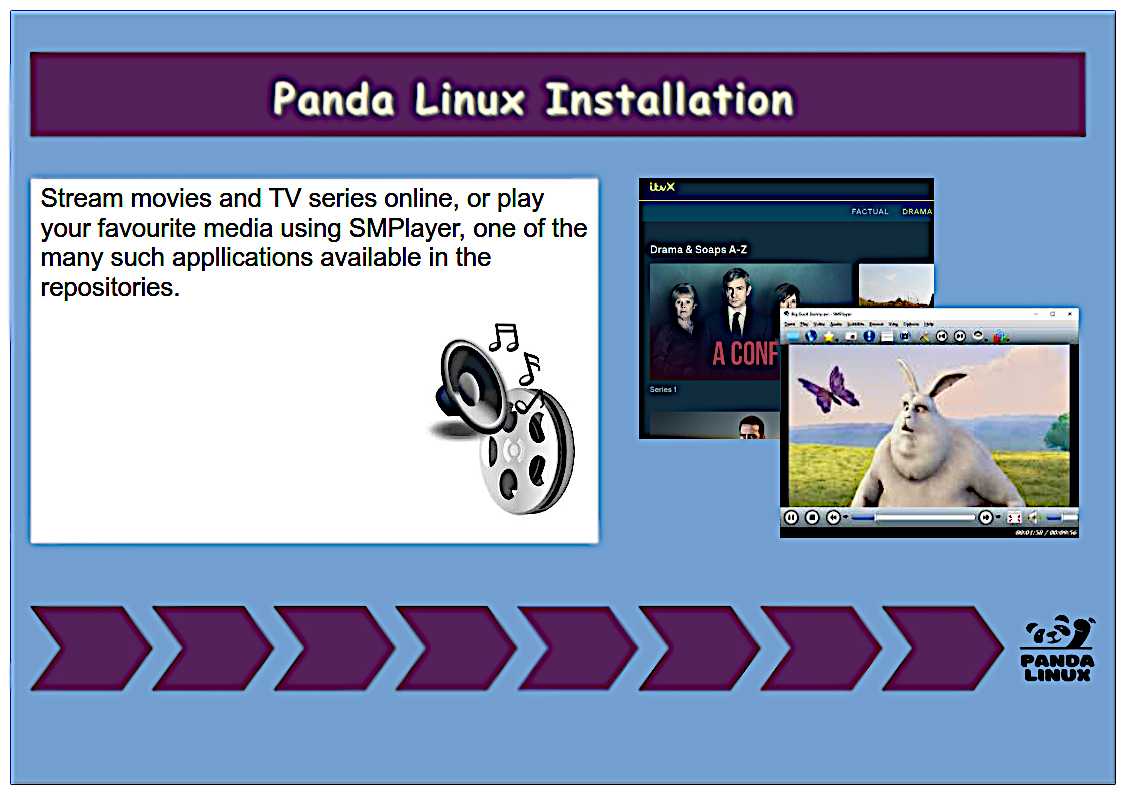 Panda Linux Installation
Stream movies and TV series online, or play
your favourite media using SMPlayer, one of the
many such appllications available in the
repositories.
itvX
FACTUAL DRAMA
Drama & Soaps A-Z
A CONF
Series 1
Big Buck Bunny.avi - SMPlayer
Open Play Video Audio Subtitles Browse View Options Help
00:01:58 / 00:09:56
PANDA
LINUX